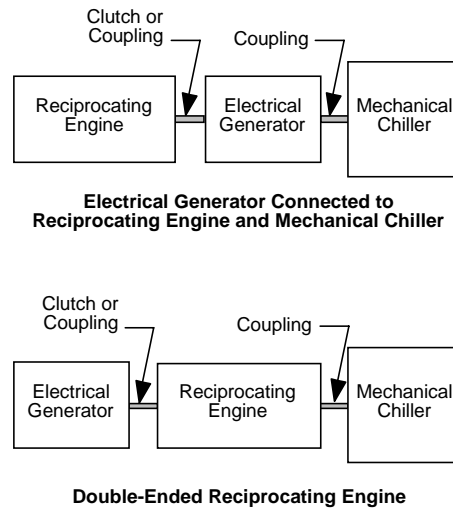 Clutch or
Coupling
Coupling
Reciprocating
Engine
Electrical
Generator
Mechanical
Chiller
Electrical Generator Connected to
Reciprocating Engine and Mechanical Chiller
Clutch or
Coupling
Coupling
Electrical
Generator
Reciprocating
Engine
Mechanical
Chiller
Double-Ended Reciprocating Engine